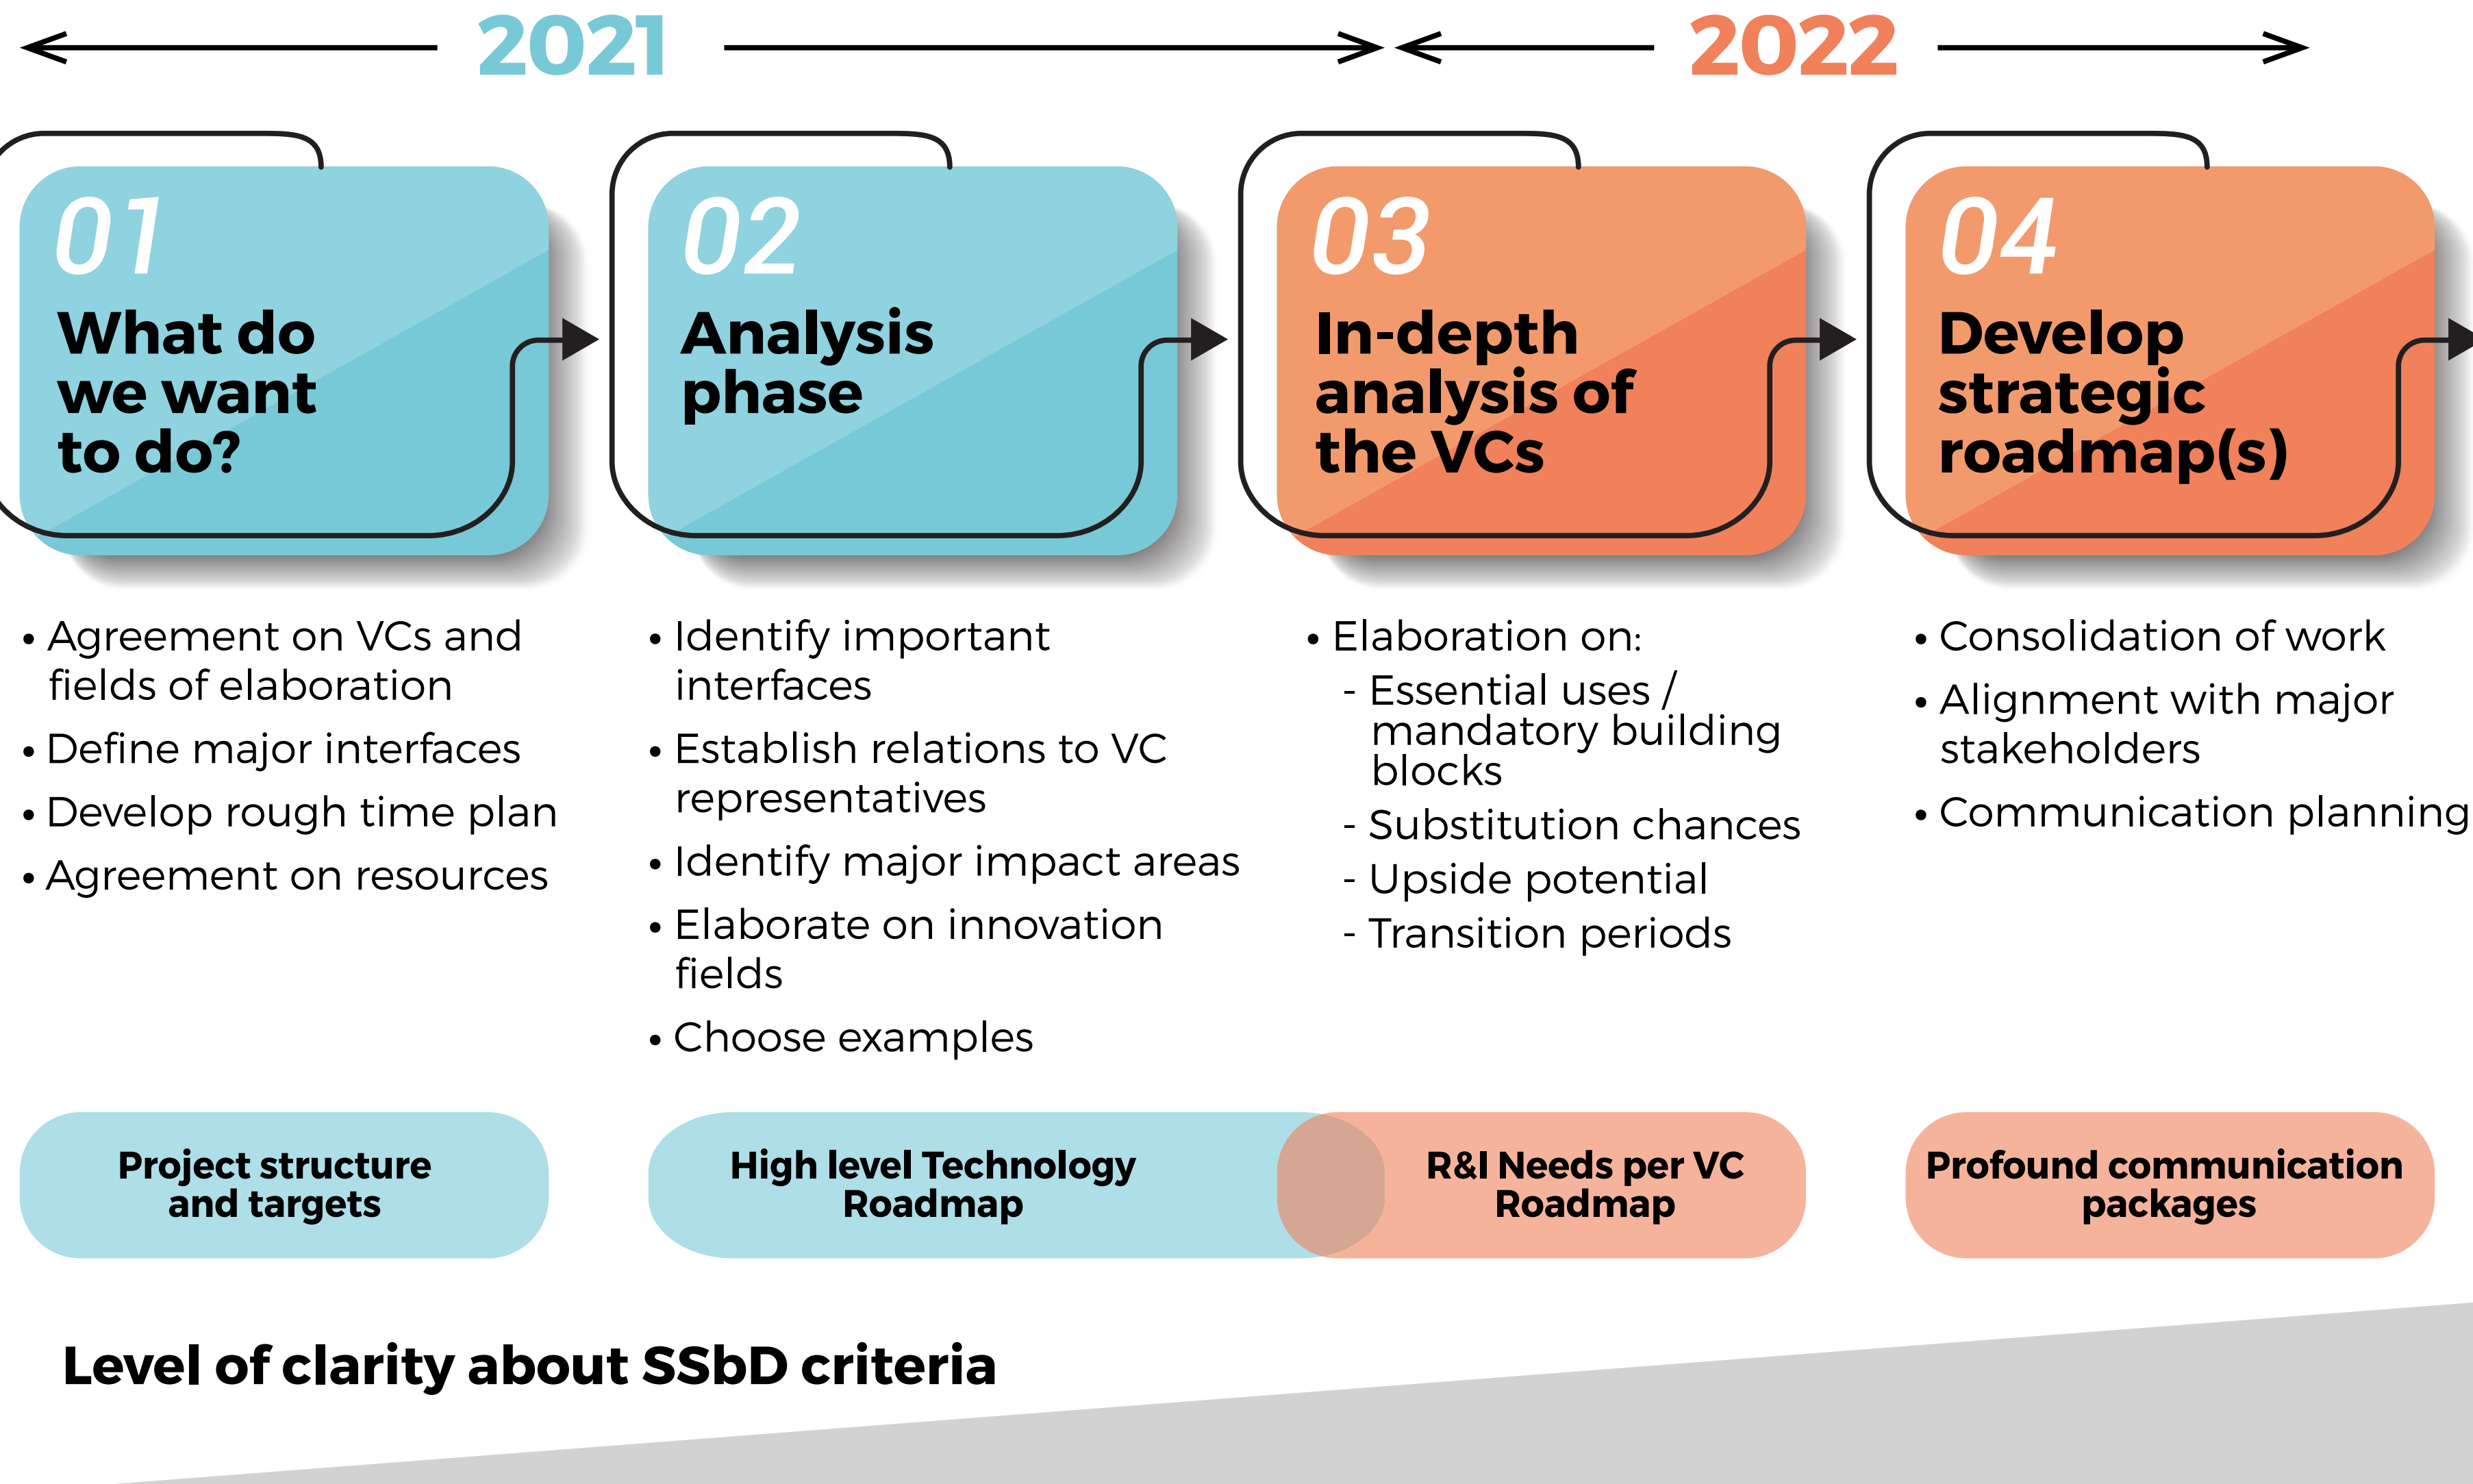 2021
2022
01
What do
we want
to do?
02
Analysis
phase
03
In-depth
analysis of
the VCs
04
Develop
strategic
roadmap(s)
• Agreement on VCs and
fields of elaboration
• Define major interfaces
• Develop rough time plan
• Agreement on resources
• Identify important
interfaces
• Establish relations to VC
representatives
• Identify major impact areas
• Elaborate on innovation
fields
• Choose examples
• Elaboration on:
- Essential uses /
mandatory building
blocks
- Substitution chances
- Upside potential
- Transition periods
• Consolidation of work
• Alignment with major
stakeholders
• Communication planning
Project structure
and targets
High level Technology
Roadmap
R&I Needs per VC
Roadmap
Profound communication
packages
Level of clarity about SSbD criteria